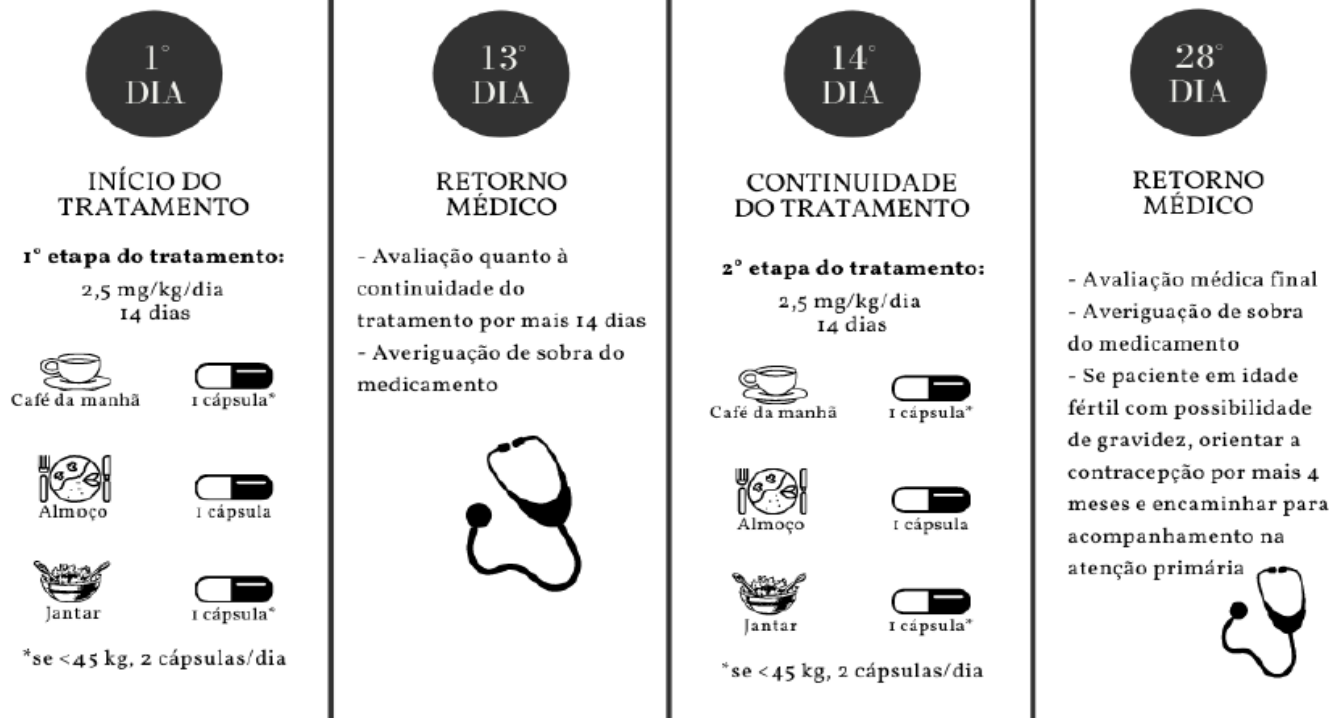 1°
DIA
INÍCIO DO
TRATAMENTO
1° etapa do tratamento:
2,5 mg/kg/dia
14 dias
Café da manhã
1 cápsula*
Almoço
1 cápsula
Jantar
1 cápsula*
*se <45 kg, 2 cápsulas/dia
13°
DIA
RETORNO
MÉDICO
- Avaliação quanto à
continuidade do
tratamento por mais 14 dias
- Averiguação de sobra do
medicamento
14°
DIA
CONTINUIDADE
DO TRATAMENTO
2° etapa do tratamento:
2,5 mg/kg/dia
14 dias
Café da manhã
1 cápsula*
Almoço
1 cápsula
Jantar
1 cápsula*
*se <45 kg, 2 cápsulas/dia
28°
DIA
RETORNO
MÉDICO
- Avaliação médica final
- Averiguação de sobra
do medicamento
- Se paciente em idade
fértil com possibilidade
de gravidez, orientar a
contracepção por mais 4
meses e encaminhar para
acompanhamento na
atenção primária